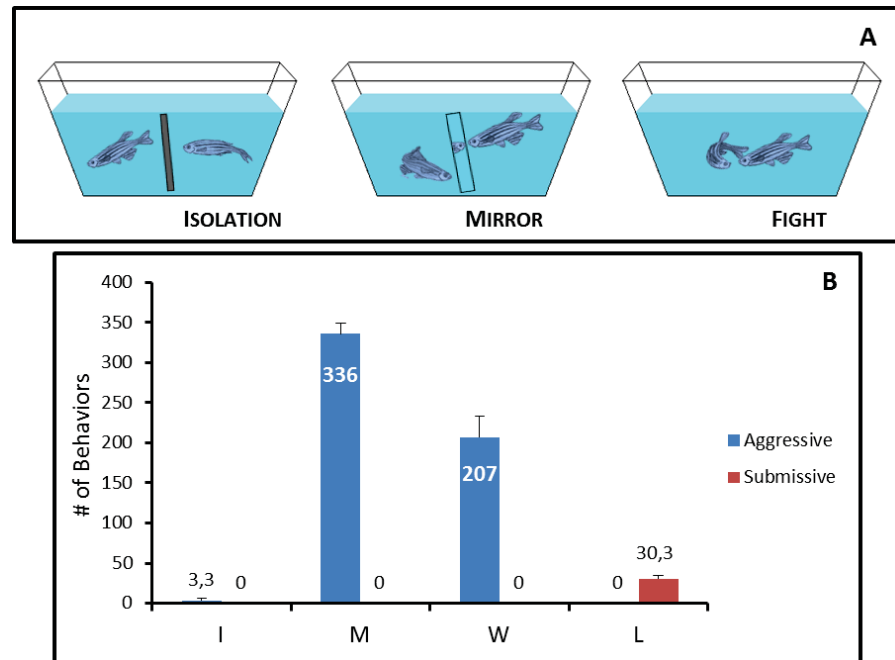 A
ISOLATION
MIRROR
FIGHT
B
400
350
300
250
200
150
100
50
0
# of Behaviors
3,3
0
336
0
207
0
0
30,3
I
M
W
L
Aggressive
Submissive